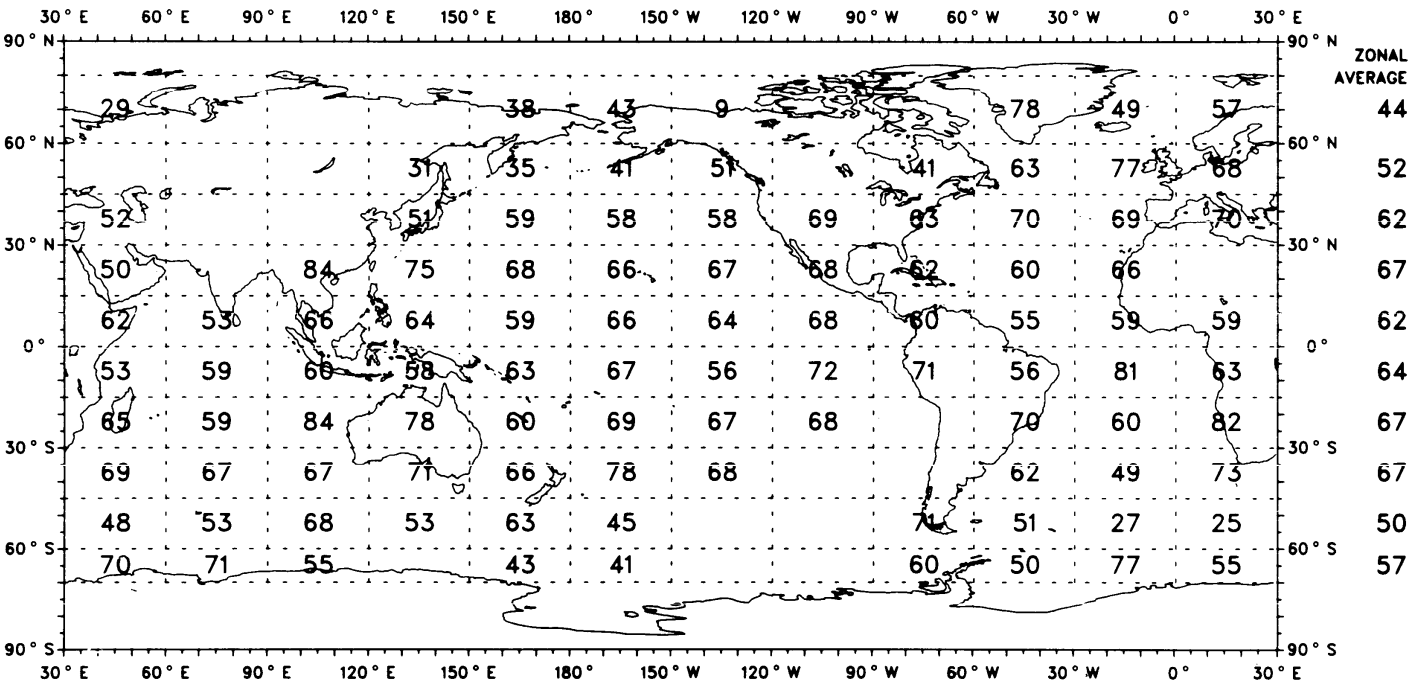 30° E 60° E 90° E 120° E 150° E 180° 150° W 120° W 90° W 60° W 30° W 0° 30° E
90° N 90° N
ZONAL
AVERAGE
29 38 43 9 78 49 57 44
60° N 60° N
31 35 41 51 41 63 77 68 52
52 51 59 58 58 69 63 70 69 70 62
30° N 30° N
50 84 75 68 66 67 68 62 60 66 67
62 53 66 64 59 66 64 68 60 55 59 59 62
0° 0°
53 59 60 58 63 67 56 72 71 56 81 63 64
65 59 84 78 60 69 67 68 70 60 82 67
30° S 30° S
69 67 67 71 66 78 68 62 49 73 67
48 53 68 53 63 45 71 51 27 25 50
60° S 60° S
70 71 55 43 41 60 50 77 55 57
90° S 90° S
30° E 60° E 90° E 120° E 150° E 180° 150° W 120° W 90° W 60° W 30° W 0° 30° E